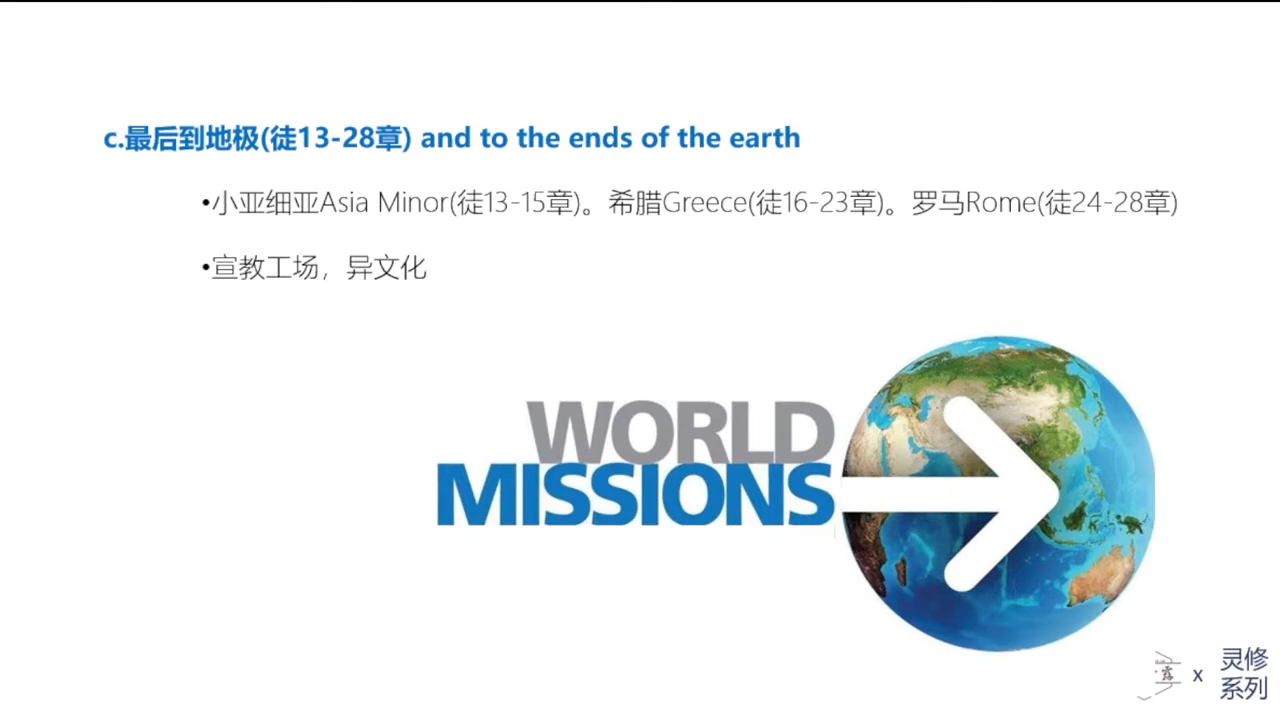 c.最后到地极(徒13-28章) and to the ends of the earth
•小亚细亚Asia Minor(徒13-15章)。希腊Greece(徒16-23章)。罗马Rome(徒24-28章)
•宣教工场，异文化
WORLD
MISSIONS
露 x 灵修
系列